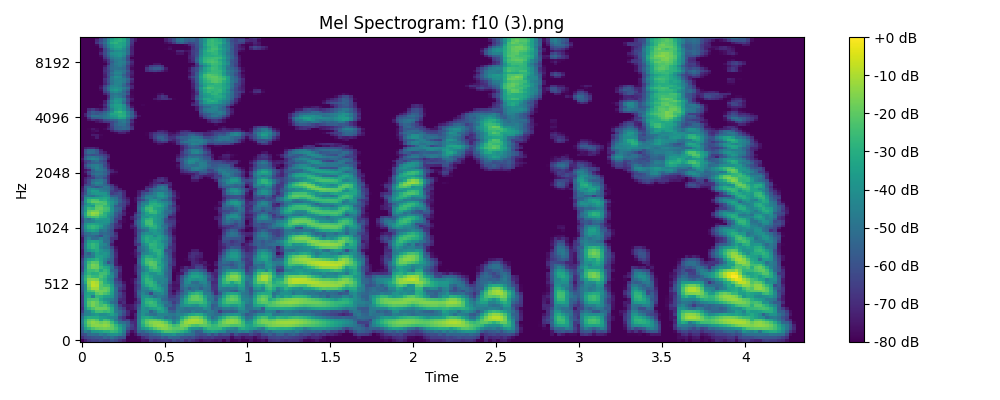 Mel Spectrogram: f10 (3).png
8192
4096
2048
1024
512
0
Hz
0 0.5 1 1.5 2 2.5 3 3.5 4
Time
+0 dB
-10 dB
-20 dB
-30 dB
-40 dB
-50 dB
-60 dB
-70 dB
-80 dB